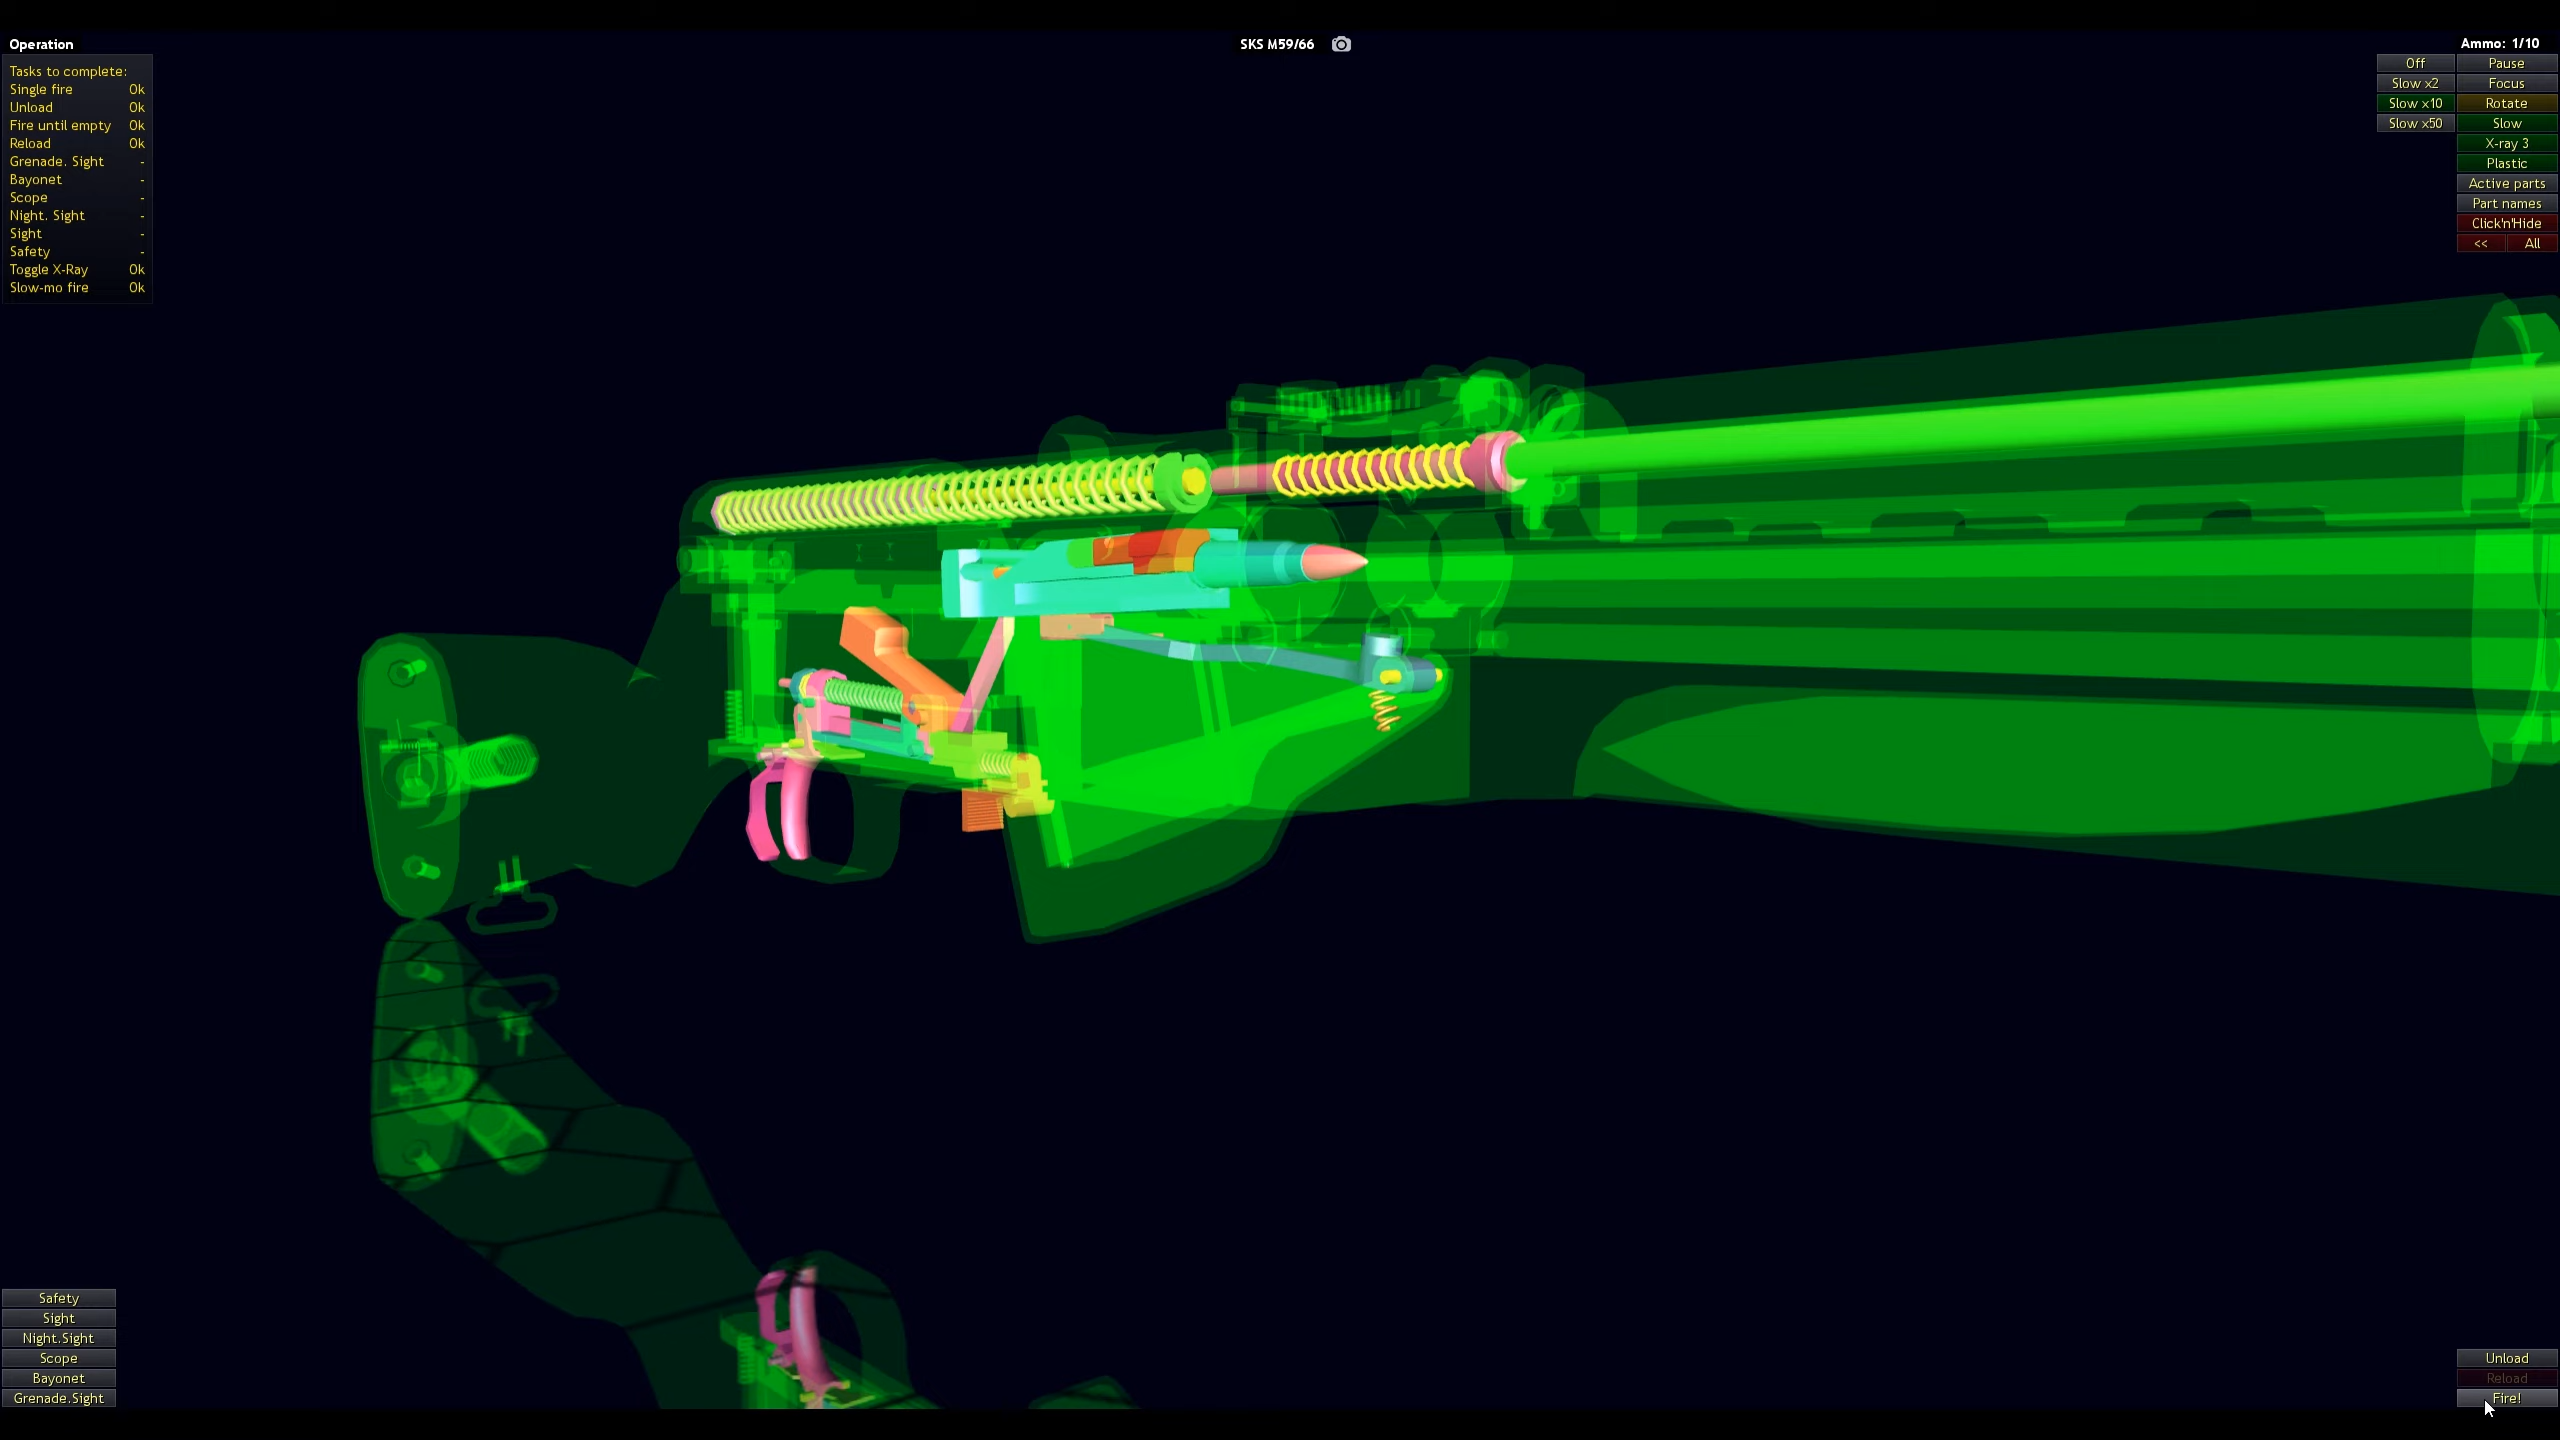 Operation
Tasks to complete:
Single fire Ok
Unload Ok
Fire until empty Ok
Reload Ok
Grenade. Sight -
Bayonet -
Scope -
Night. Sight -
Sight -
Safety -
Toggle X-Ray Ok
Slow-mo fire Ok
SKS M59/66
Ammo: 1/10
Off Pause
Slow x2 Focus
Slow x10 Rotate
Slow x50 Slow
X-ray 3
Plastic
Active parts
Part names
Click'n'Hide
<< All
Safety
Sight
Night.Sight
Scope
Bayonet
Grenade.Sight
Unload
Reload
Fire!